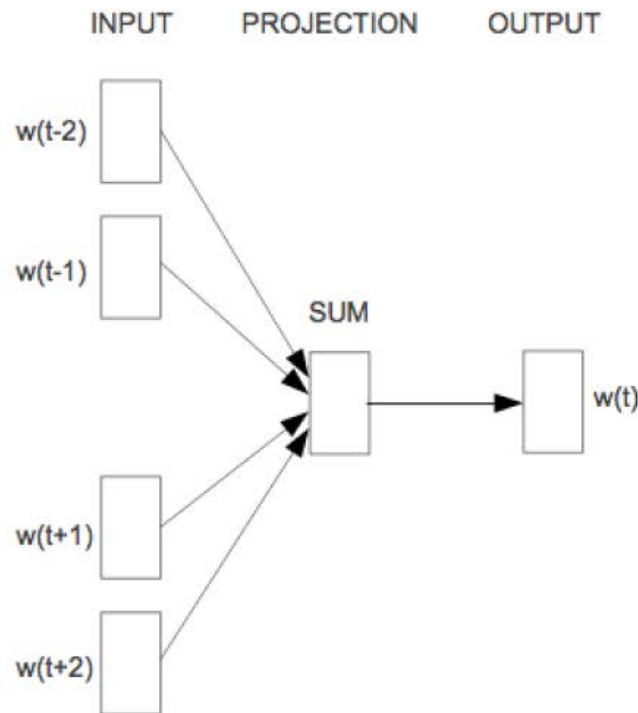 INPUT PROJECTION OUTPUT
w(t-2)
w(t-1)
SUM
w(t)
w(t+1)
w(t+2)